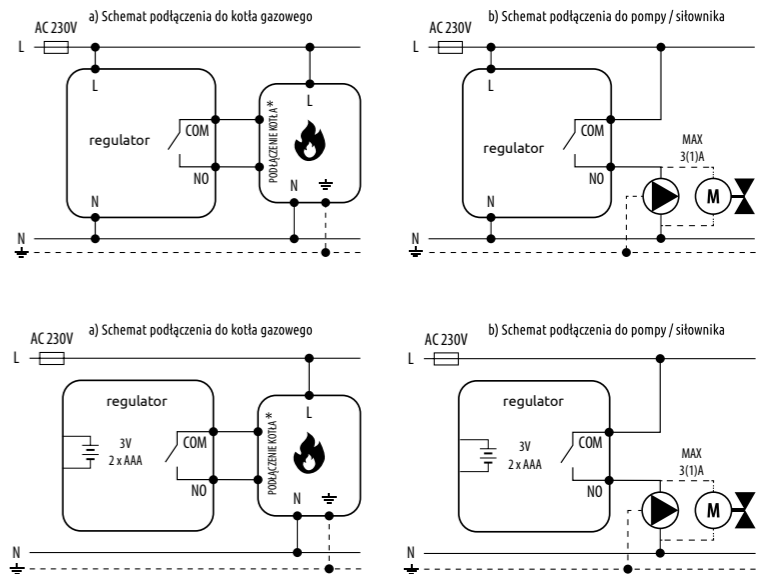 a) Schemat podłączenia do kotła gazowego
AC 230V
L
L
regulator
COM
NO
N
L
PODŁĄCZENIE KOTŁA*
N
N
b) Schemat podłączenia do pompy / siłownika
AC 230V
L
L
regulator
COM
NO
N
MAX
3(1)A
M
N
a) Schemat podłączenia do kotła gazowego
AC 230V
L
regulator
3V
2 x AAA
COM
NO
L
PODŁĄCZENIE KOTŁA*
N
N
b) Schemat podłączenia do pompy / siłownika
AC 230V
L
regulator
3V
2 x AAA
COM
NO
MAX
3(1)A
M
N